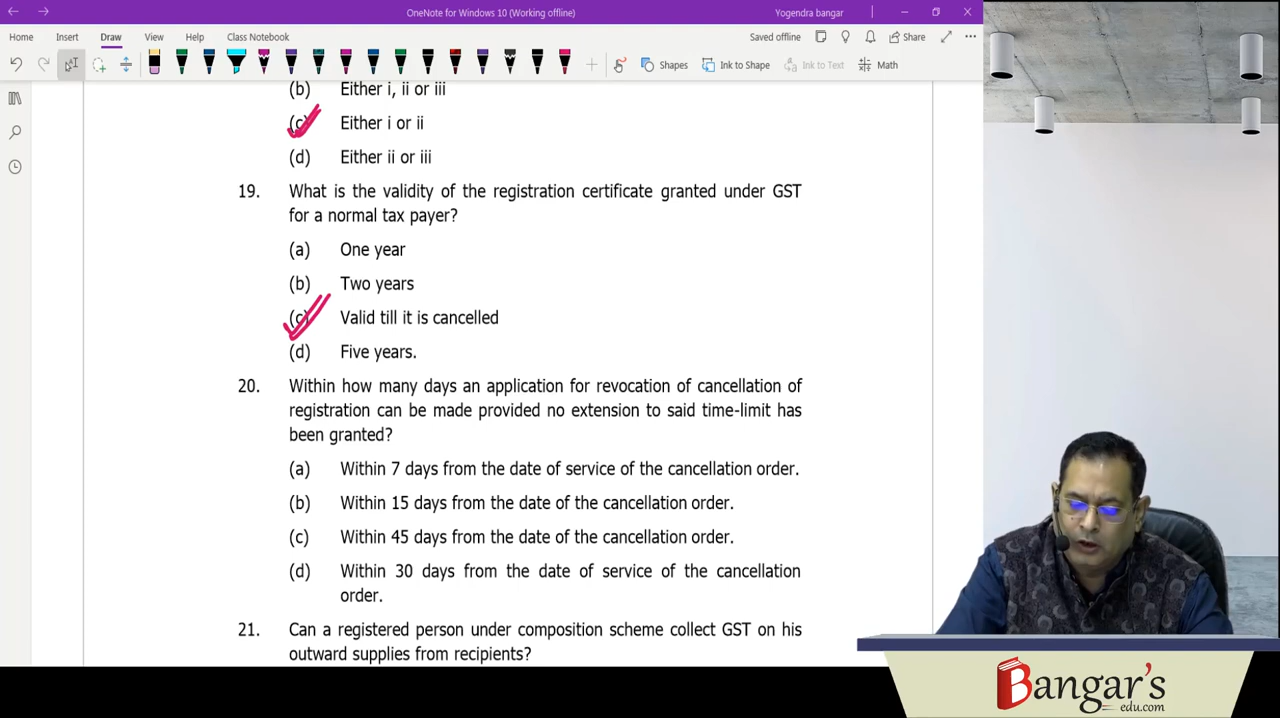 OneNote for Windows 10 (Working offline)
Yogendra bangar
Home Insert Draw View Help Class Notebook
Saved offline Share
Shapes Ink to Shape Ink to Text Math
(b) Either i, ii or iii
(c) Either i or ii
(d) Either ii or iii
19. What is the validity of the registration certificate granted under GST
for a normal tax payer?
(a) One year
(b) Two years
(c) Valid till it is cancelled
(d) Five years.
20. Within how many days an application for revocation of cancellation of
registration can be made provided no extension to said time-limit has
been granted?
(a) Within 7 days from the date of service of the cancellation order.
(b) Within 15 days from the date of the cancellation order.
(c) Within 45 days from the date of the cancellation order.
(d) Within 30 days from the date of service of the cancellation
order.
21. Can a registered person under composition scheme collect GST on his
outward supplies from recipients?
Bangar's
edu.com